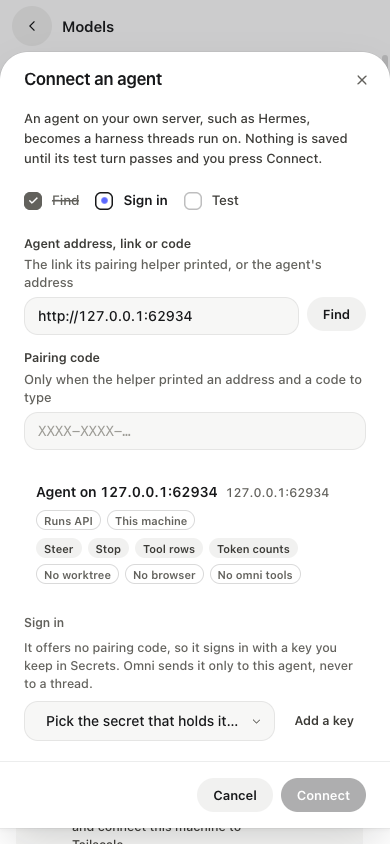 Models
Connect an agent
An agent on your own server, such as Hermes,
becomes a harness threads run on. Nothing is saved
until its test turn passes and you press Connect.
Find Sign in Test
Agent address, link or code
The link its pairing helper printed, or the agent's
address
http://127.0.0.1:62934 Find
Pairing code
Only when the helper printed an address and a code to
type
XXXX–XXXX–…
Agent on 127.0.0.1:62934 127.0.0.1:62934
Runs API This machine
Steer Stop Tool rows Token counts
No worktree No browser No omni tools
Sign in
It offers no pairing code, so it signs in with a key you
keep in Secrets. Omni sends it only to this agent, never
to a thread.
Pick the secret that holds it... Add a key
Cancel Connect
and connect this machine to